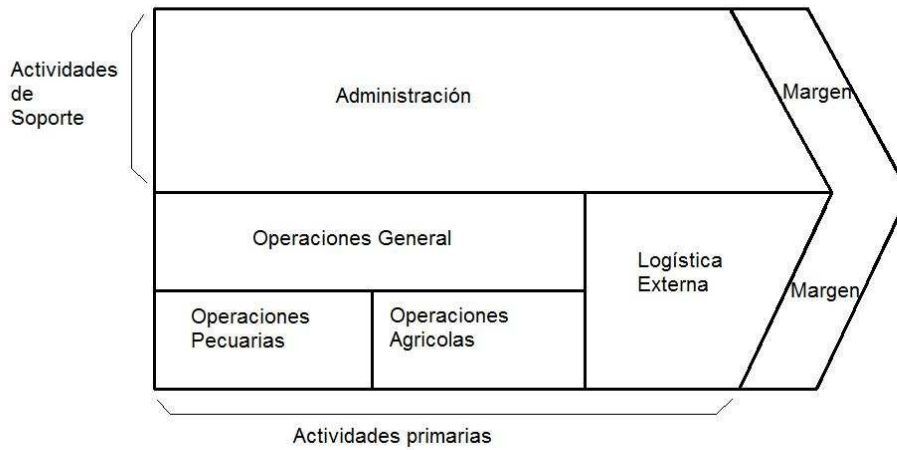 Actividades
de
Soporte
Administración
Margen
Operaciones General
Logística
Externa
Margen
Operaciones
Pecuarias
Operaciones
Agricolas
Actividades primarias